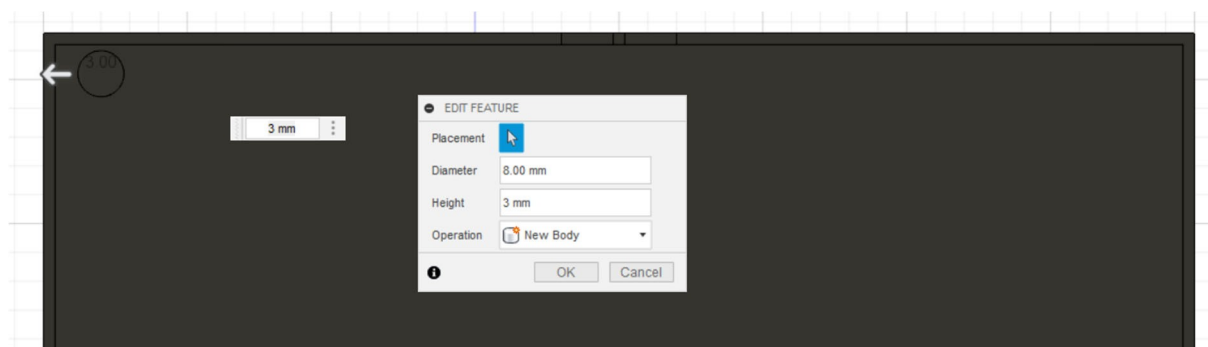 3.00
EDIT FEATURE
3 mm
Placement
Diameter 8.00 mm
Height 3 mm
Operation New Body
OK Cancel